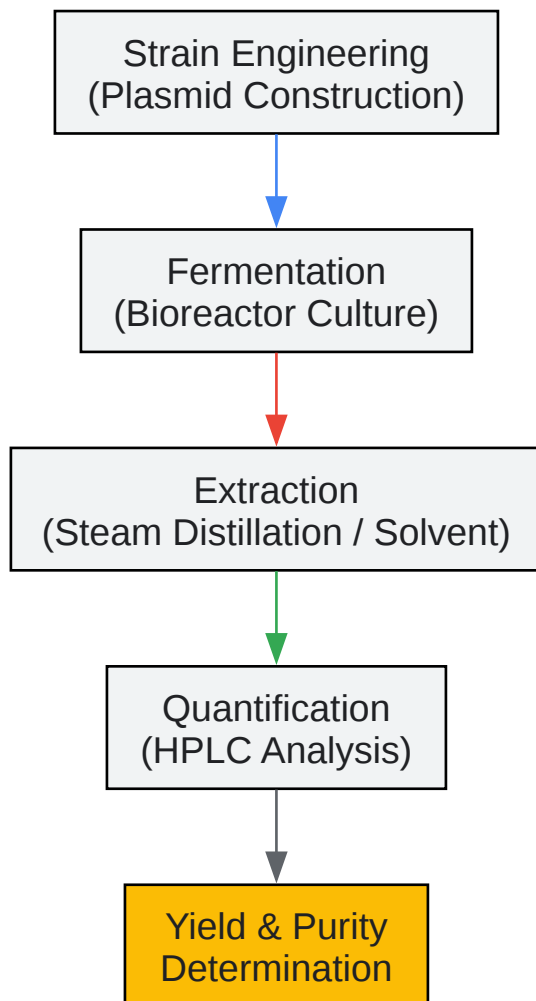 Strain Engineering
(Plasmid Construction)
Fermentation
(Bioreactor Culture)
Extraction
(Steam Distillation / Solvent)
Quantification
(HPLC Analysis)
Yield & Purity
Determination